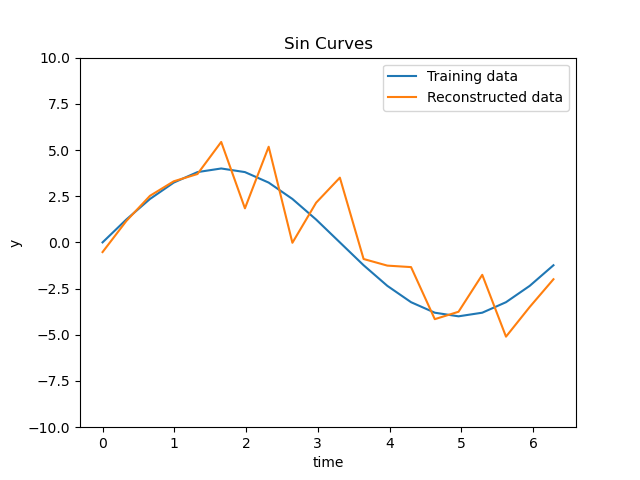 Sin Curves
Training data
Reconstructed data
10.0
7.5
5.0
2.5
0.0
−2.5
−5.0
−7.5
−10.0
y
0 1 2 3 4 5 6
time